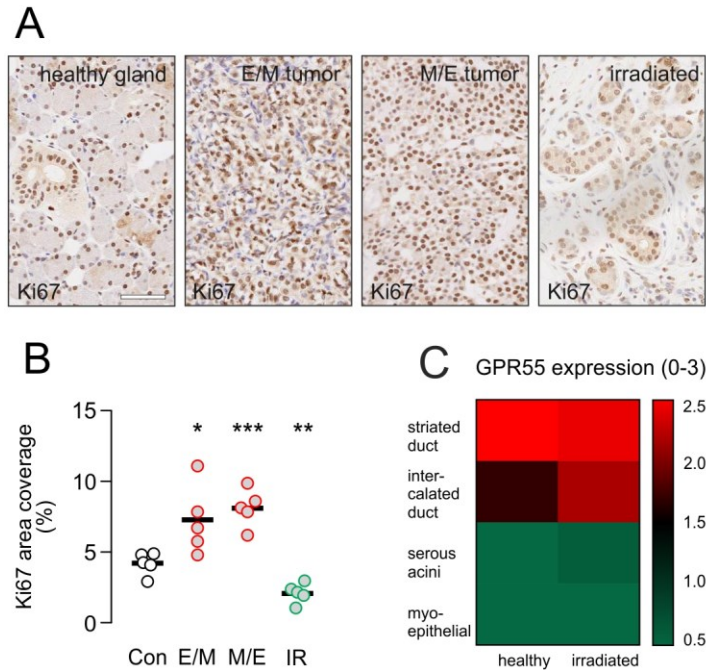 A
healthy gland
E/M tumor
M/E tumor
irradiated
Ki67
Ki67
Ki67
Ki67
B
Ki67 area coverage
(%)
15
10
5
0
*
***
**
Con
E/M
M/E
IR
C
GPR55 expression (0-3)
striated
duct
inter-
calated
duct
serous
acini
myo-
epithelial
healthy
irradiated
2.5
2.0
1.5
1.0
0.5